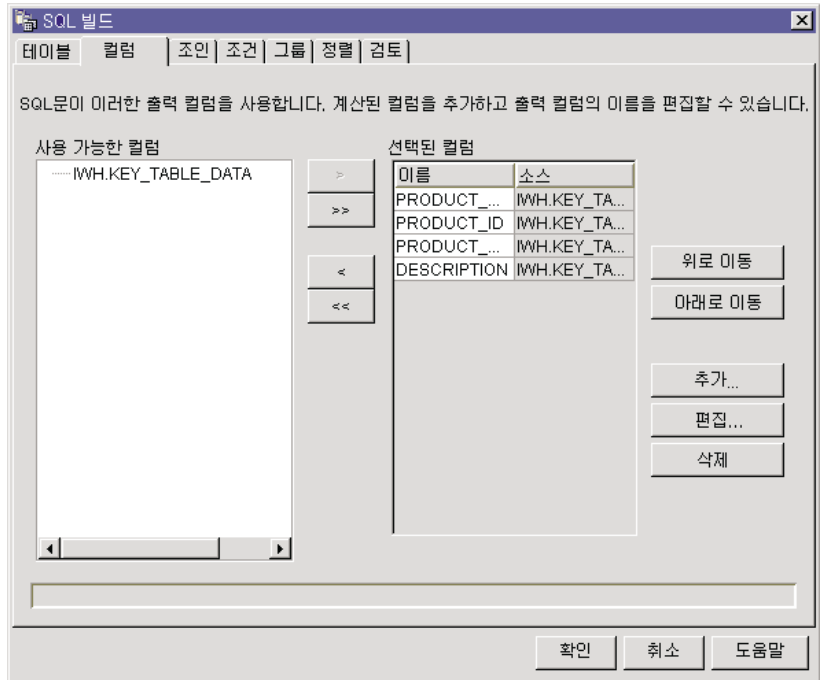 SQL 빌드
테이블 컬럼 조인 조건 그룹 정렬 검토
SQL문이 이러한 출력 컬럼을 사용합니다. 계산된 컬럼을 추가하고 출력 컬럼의 이름을 편집할 수 있습니다.
사용 가능한 컬럼
IWH.KEY_TABLE_DATA
>
>>
<
<<
선택된 컬럼
이름 소스
PRODUCT_... IWH.KEY_TA...
PRODUCT_ID IWH.KEY_TA...
PRODUCT_... IWH.KEY_TA...
DESCRIPTION IWH.KEY_TA...
위로 이동
아래로 이동
추가...
편집...
삭제
확인 취소 도움말